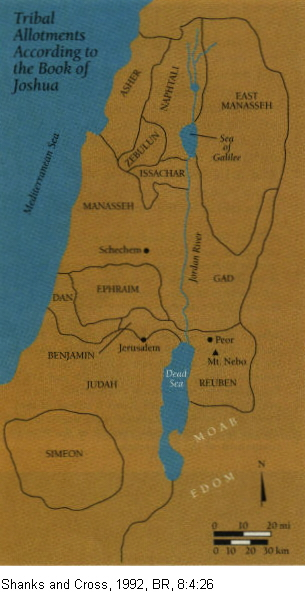 Tribal
Allotments
According to
the Book of
Joshua
ASHER
NAPHTALI
EAST
MANASSEH
Mediterranean Sea
ZEBULUN
Sea
of
Galilee
ISSACHAR
MANASSEH
Schechem
Jordan River
GAD
DAN
EPHRAIM
BENJAMIN
Jerusalem
Peor
Mt. Nebo
Dead
Sea
REUBEN
JUDAH
MOAB
SIMEON
EDOM
N
0 10 20 mi
0 10 20 30 km
Shanks and Cross, 1992, BR, 8:4:26